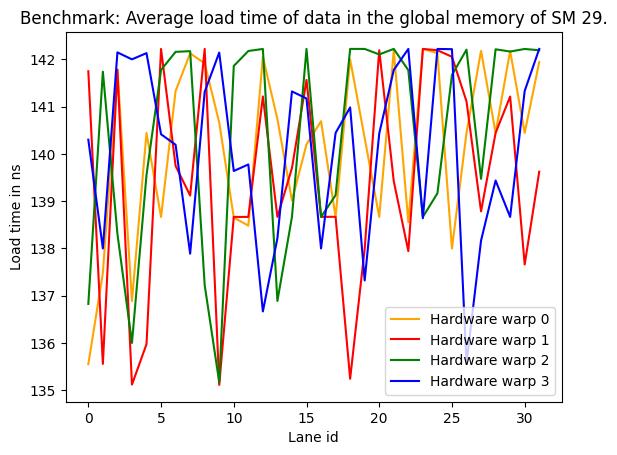 Benchmark: Average load time of data in the global memory of SM 29.
Load time in ns
142
141
140
139
138
137
136
135
0
5
10
15
20
25
30
Lane id
Hardware warp 0
Hardware warp 1
Hardware warp 2
Hardware warp 3